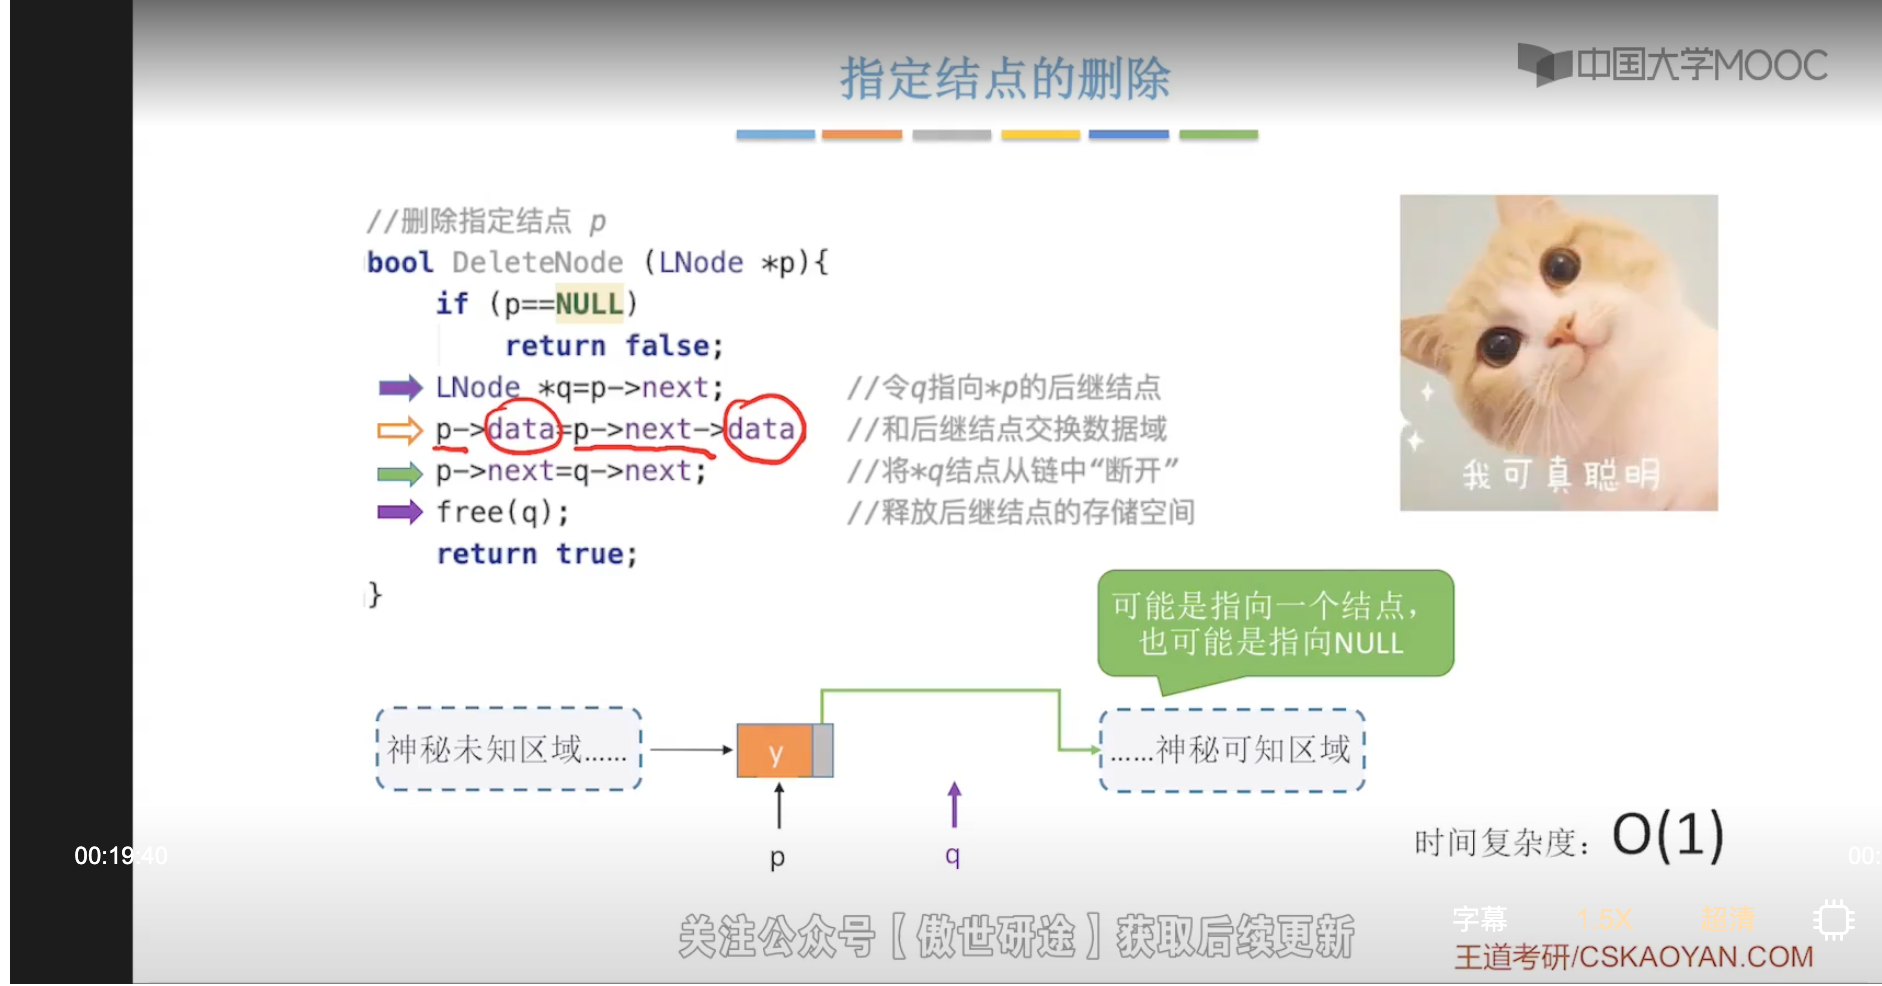 指定结点的删除
中国大学MOOC
//删除指定结点 p
bool DeleteNode (LNode *p){
if (p==NULL)
return false;
LNode *q=p->next; //令q指向*p的后继结点
p->data=p->next->data //和后继结点交换数据域
p->next=q->next; //将*q结点从链中“断开”
free(q); //释放后继结点的存储空间
return true;
}
我可真聪明
可能是指向一个结点，
也可能是指向NULL
神秘未知区域......
y
......神秘可知区域
p
q
时间复杂度：O(1)
00:19:40
00:
字幕 1.5X 超清
关注公众号【傲世研途】获取后续更新
王道考研/CSKAOYAN.COM